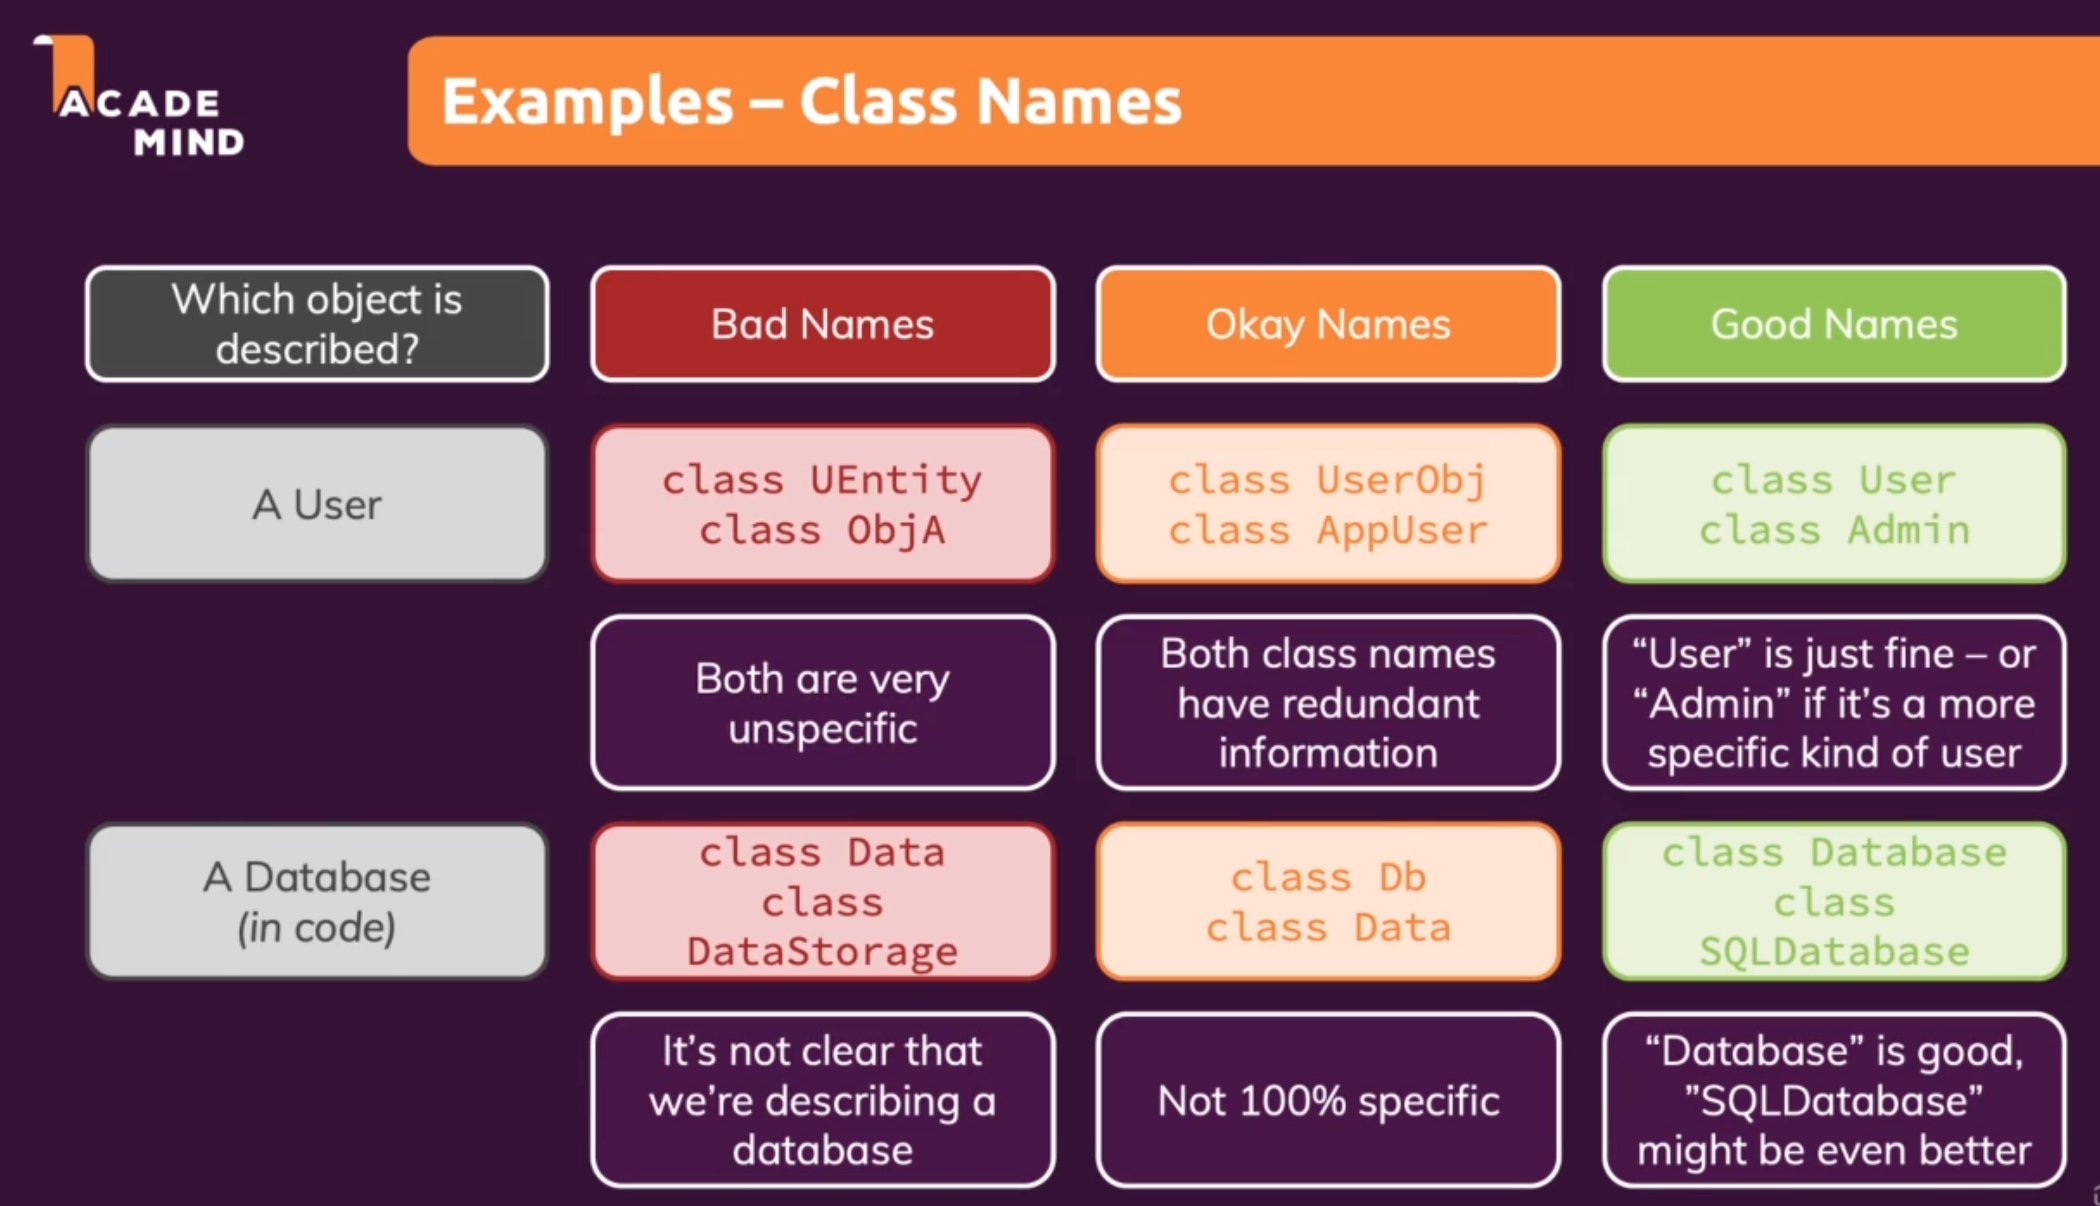 ACADE
MIND
Examples – Class Names
Which object is
described?
Bad Names
Okay Names
Good Names
A User
class UEntity
class ObjA
class UserObj
class AppUser
class User
class Admin
Both are very
unspecific
Both class names
have redundant
information
“User” is just fine – or
“Admin” if it’s a more
specific kind of user
A Database
(in code)
class Data
class
DataStorage
class Db
class Data
class Database
class
SQLDatabase
It’s not clear that
we’re describing a
database
Not 100% specific
“Database” is good,
”SQLDatabase”
might be even better